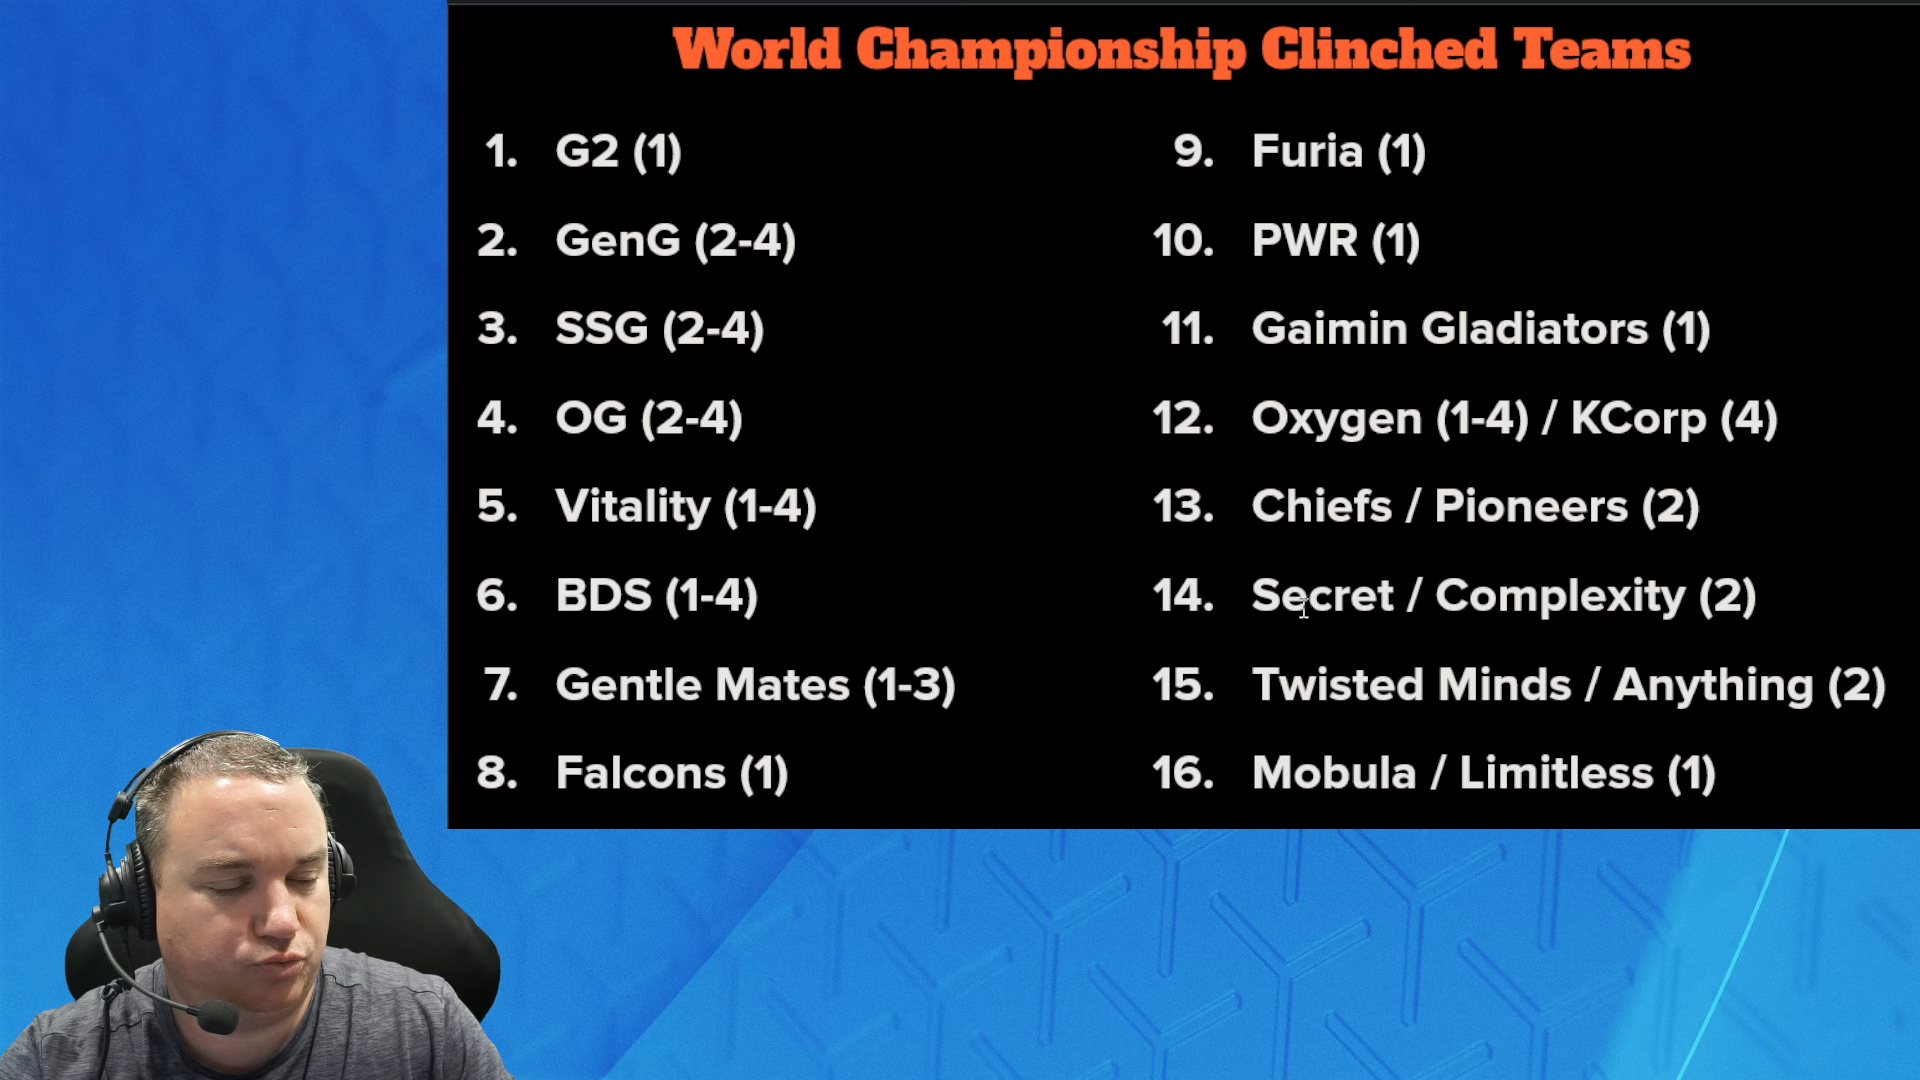 World Championship Clinched Teams
1. G2 (1)
2. GenG (2-4)
3. SSG (2-4)
4. OG (2-4)
5. Vitality (1-4)
6. BDS (1-4)
7. Gentle Mates (1-3)
8. Falcons (1)
9. Furia (1)
10. PWR (1)
11. Gaimin Gladiators (1)
12. Oxygen (1-4) / KCorp (4)
13. Chiefs / Pioneers (2)
14. Secret / Complexity (2)
15. Twisted Minds / Anything (2)
16. Mobula / Limitless (1)